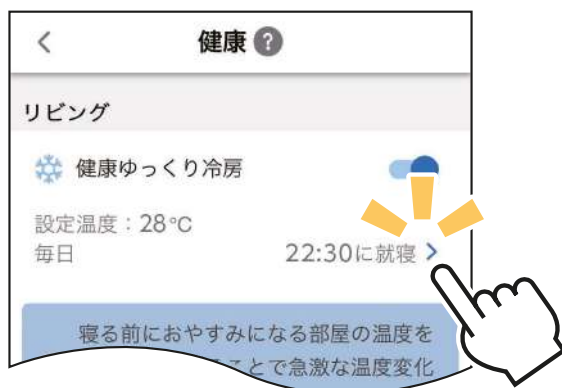 健康 ?
リビング
健康ゆっくり冷房
設定温度：28℃
毎日
22:30に就寝
寝る前におやすみになる部屋の温度を
ことで急激な温度変化